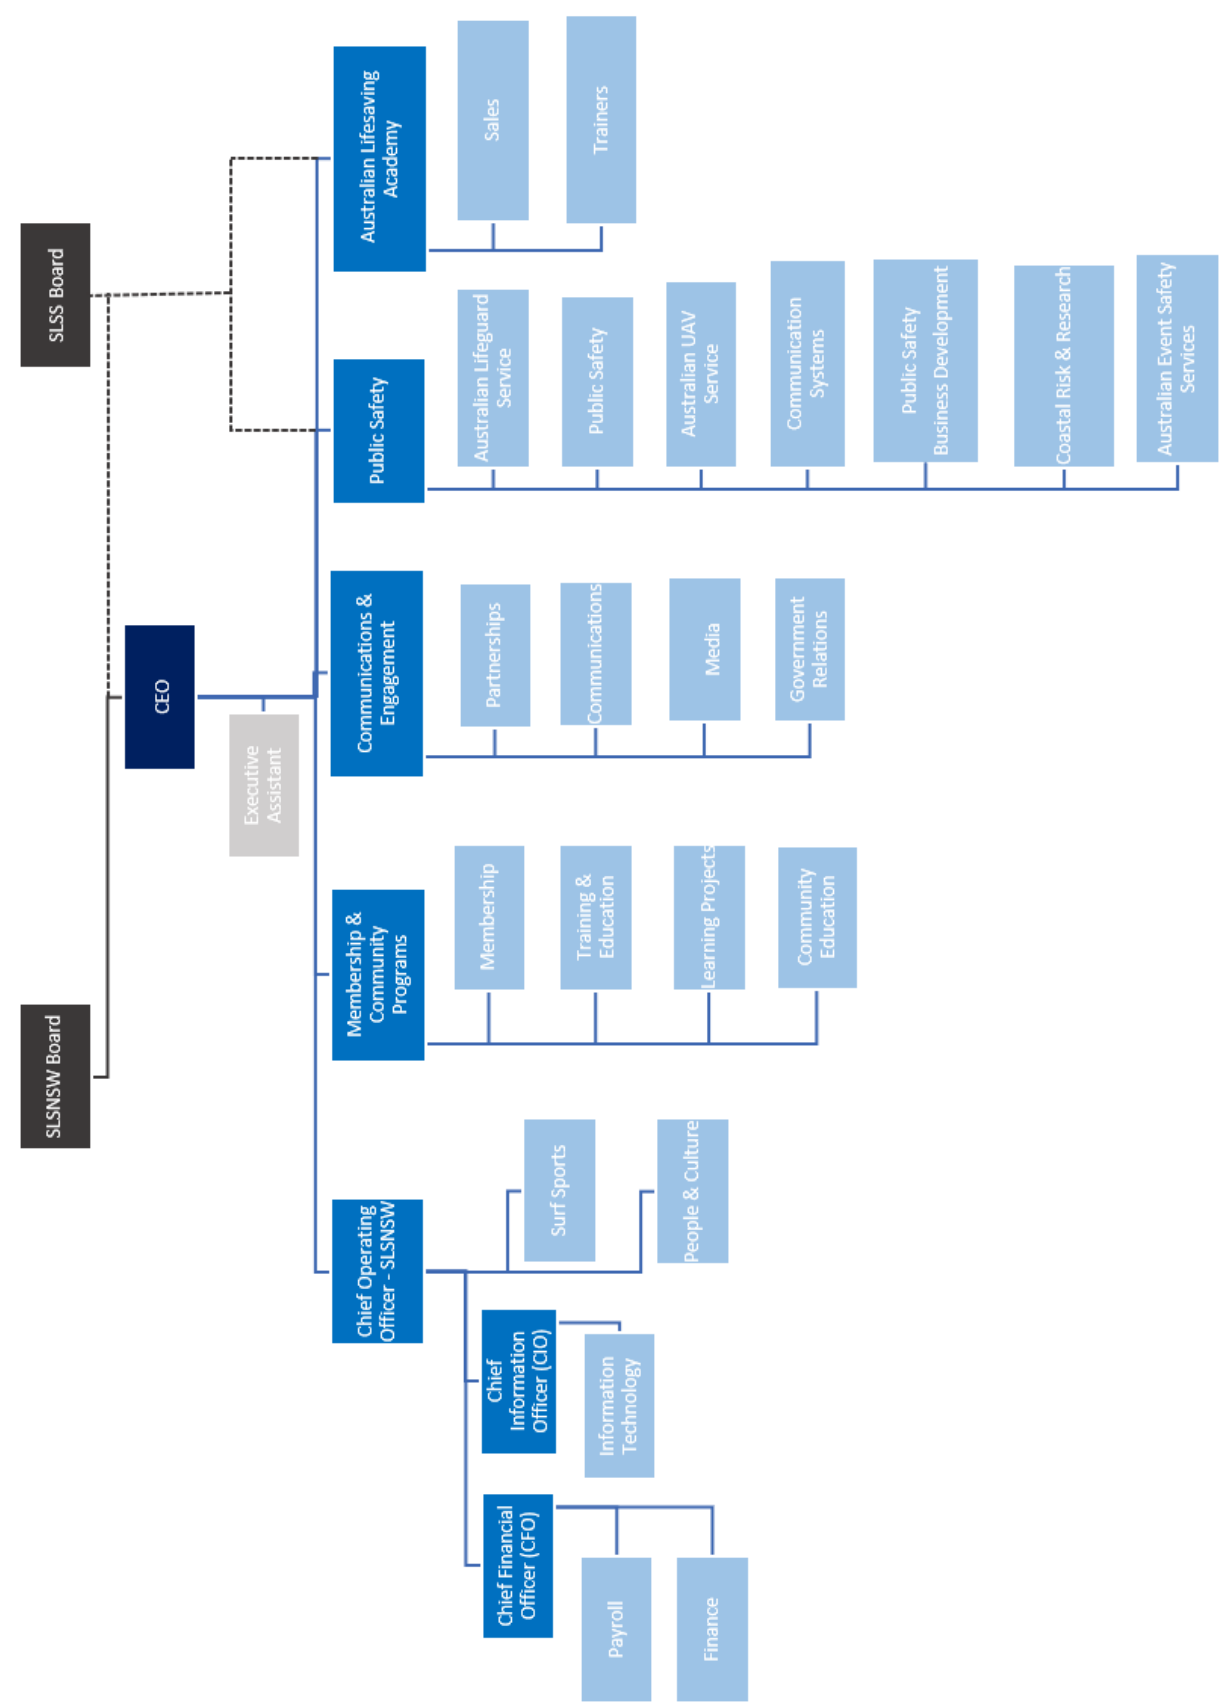 SLSNSW Board
SLSS Board
CEO
Executive
Assistant
Chief Operating
Officer - SLSNSW
Membership &
Community
Programs
Communications &
Engagement
Public Safety
Australian Lifesaving
Academy
Chief Financial
Officer (CFO)
Payroll
Finance
Chief
Information
Officer (CIO)
Information
Technology
Surf Sports
People & Culture
Membership
Training &
Education
Learning Projects
Community
Education
Partnerships
Communications
Media
Government
Relations
Australian Lifeguard
Service
Public Safety
Australian UAV
Service
Communication
Systems
Public Safety
Business Development
Coastal Risk & Research
Australian Event Safety
Services
Sales
Trainers